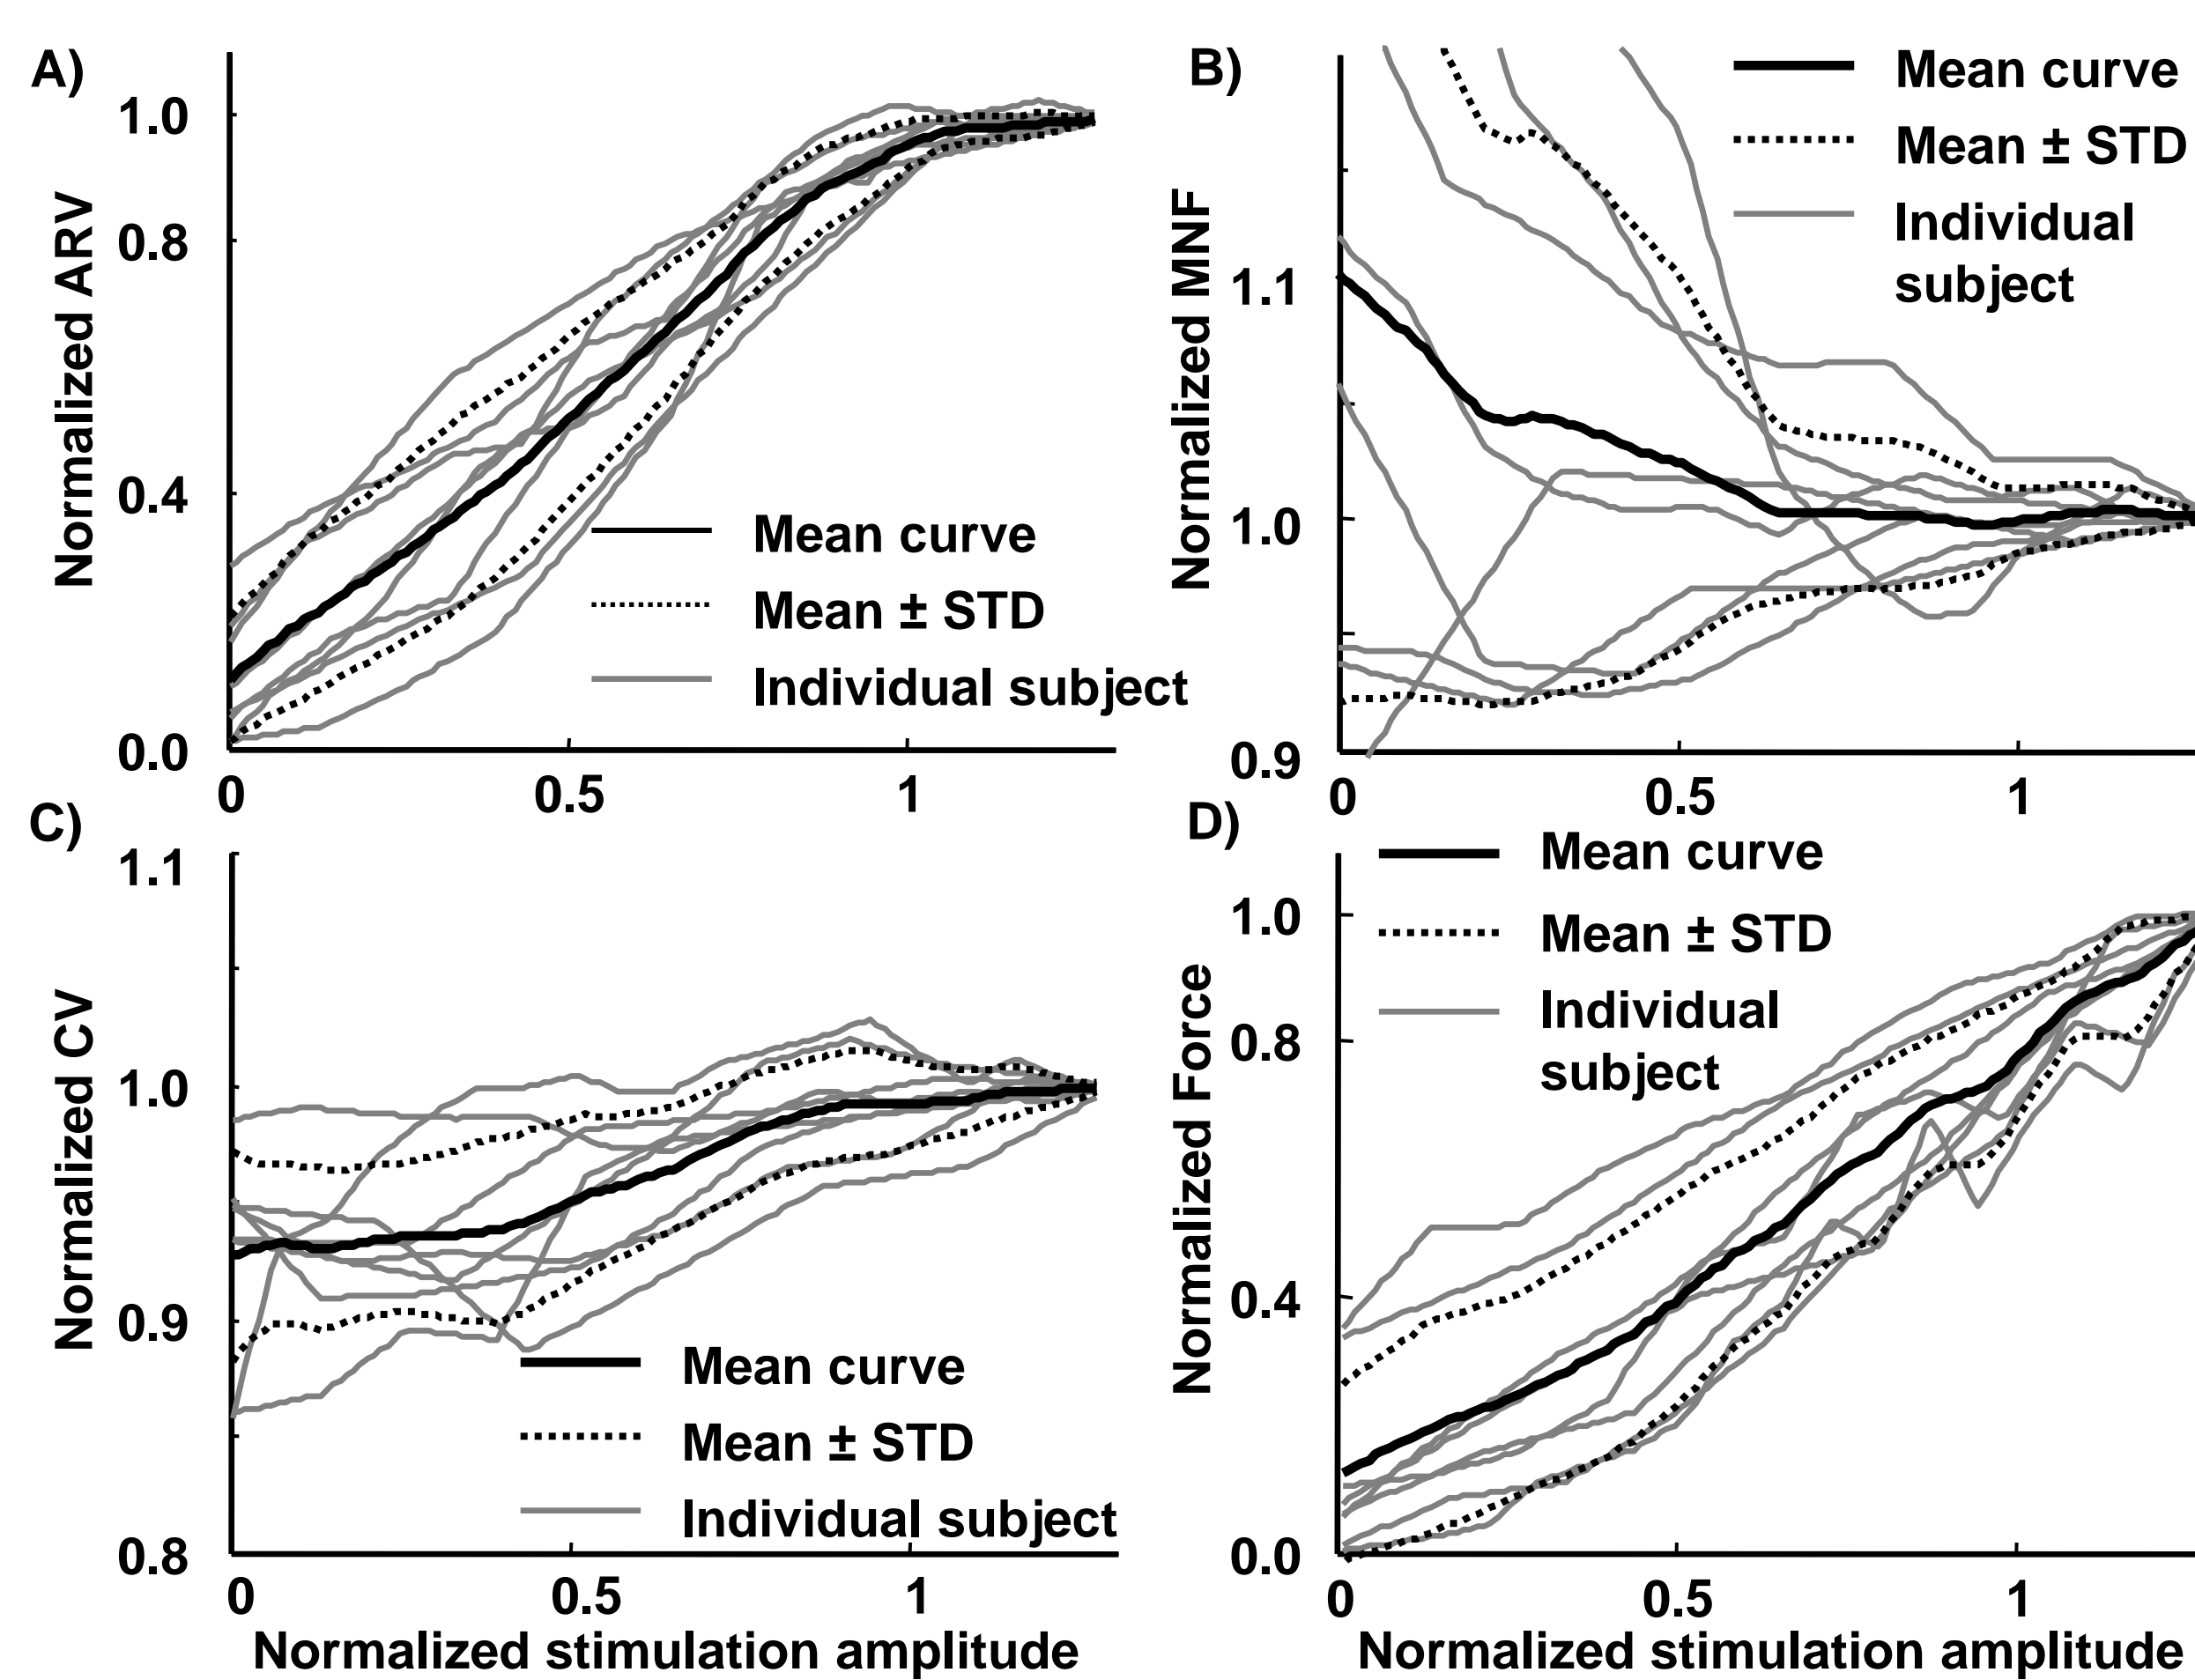 A)
1.0
0.8
0.4
0.0
Normalized ARV
Mean curve
Mean ± STD
Individual subject
0
0.5
1
B)
1.1
1.0
0.9
Normalized MNF
Mean curve
Mean ± STD
Individual
subject
0
0.5
1
C)
1.1
1.0
0.9
0.8
Normalized CV
Mean curve
Mean ± STD
Individual subject
0
0.5
1
Normalized stimulation amplitude
D)
1.0
0.8
0.4
0.0
Normalized Force
Mean curve
Mean ± STD
Individual
subject
0
0.5
1
Normalized stimulation amplitude